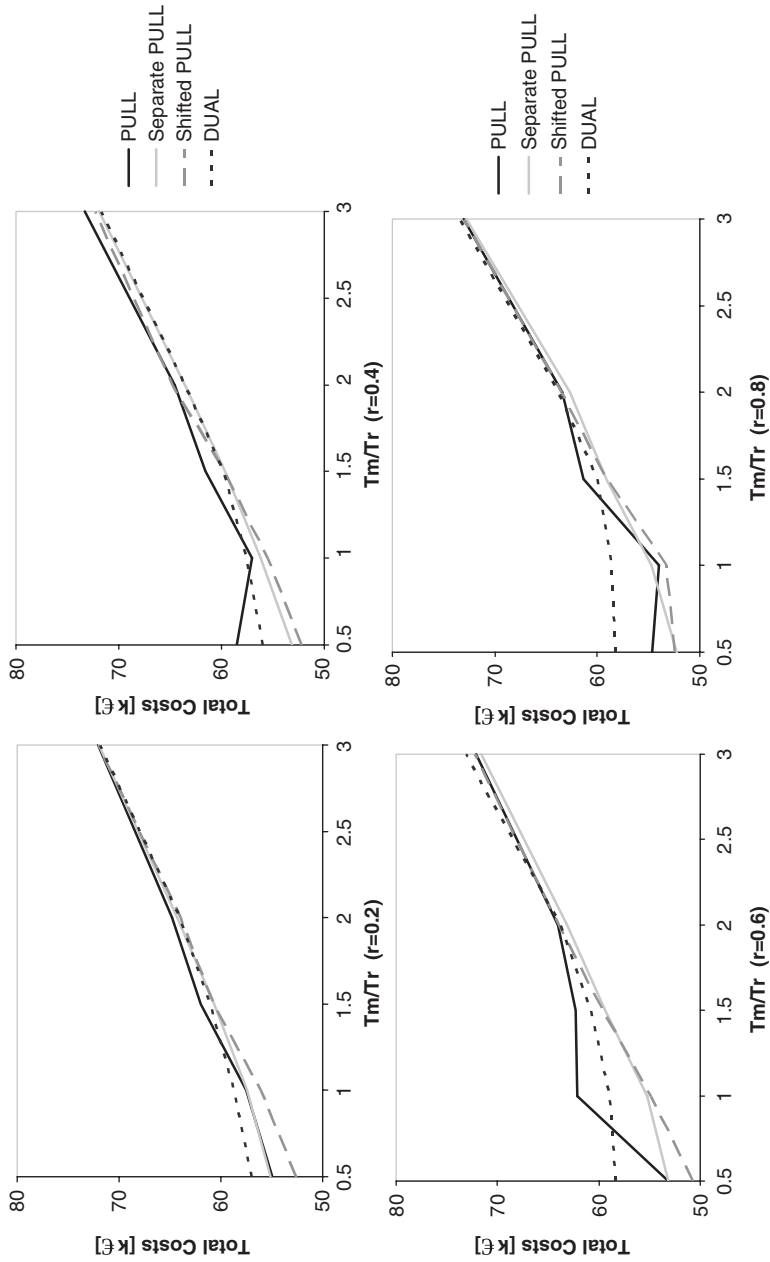 80
70
60
50
0.5
1
1.5
2
2.5
3
Total Costs [k €]
Tm/Tr (r=0.2)
80
70
60
50
0.5
1
1.5
2
2.5
3
Total Costs [k €]
Tm/Tr (r=0.4)
PULL
Separate PULL
Shifted PULL
DUAL
80
70
60
50
0.5
1
1.5
2
2.5
3
Total Costs [k €]
Tm/Tr (r=0.6)
80
70
60
50
0.5
1
1.5
2
2.5
3
Total Costs [k €]
Tm/Tr (r=0.8)
PULL
Separate PULL
Shifted PULL
DUAL